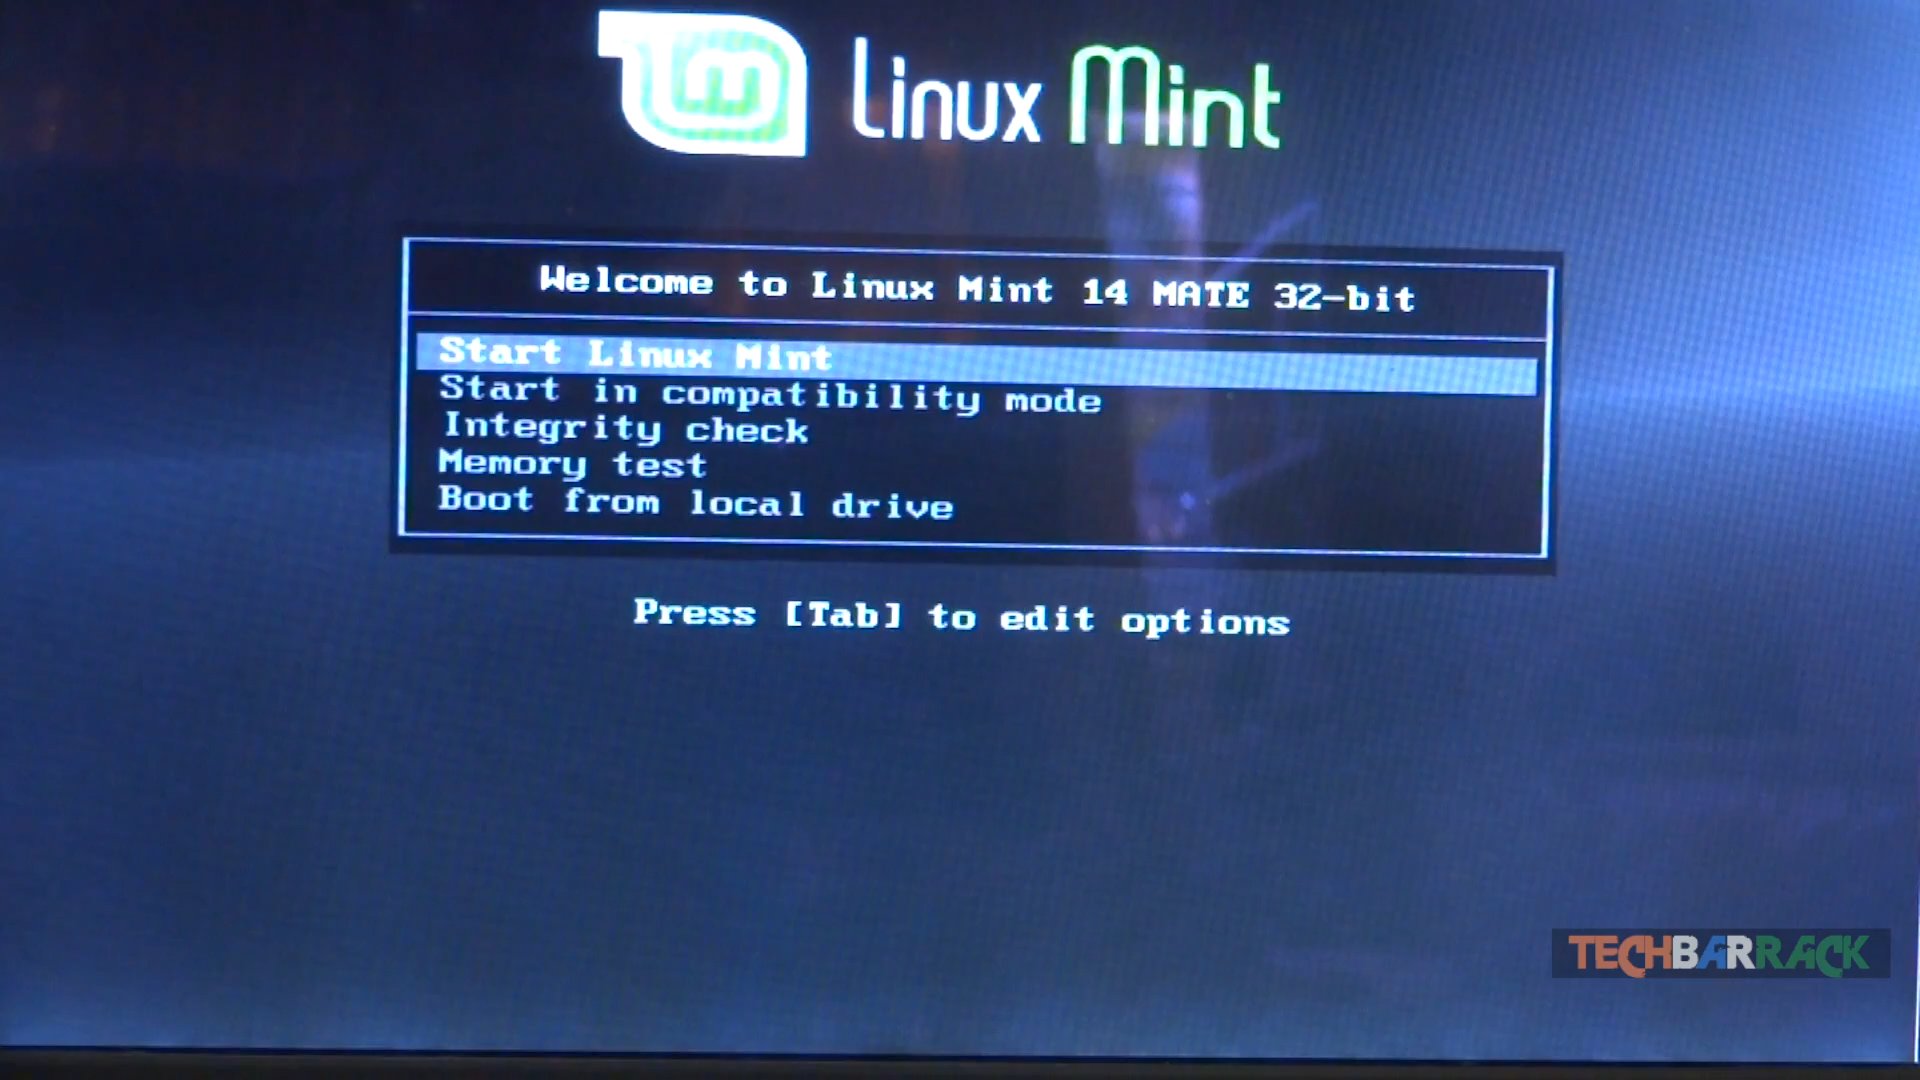 Linux Mint
Welcome to Linux Mint 14 MATE 32-bit
Start Linux Mint
Start in compatibility mode
Integrity check
Memory test
Boot from local drive
Press [Tab] to edit options
TECHBARRACK